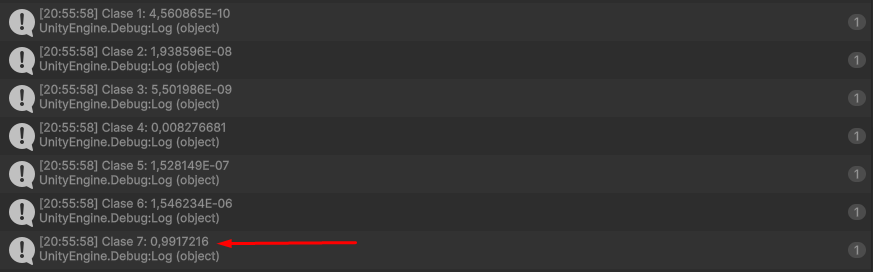 [20:55:58] Clase 1: 4,560865E-10
UnityEngine.Debug:Log (object)
1
[20:55:58] Clase 2: 1,938596E-08
UnityEngine.Debug:Log (object)
1
[20:55:58] Clase 3: 5,501986E-09
UnityEngine.Debug:Log (object)
1
[20:55:58] Clase 4: 0,008276681
UnityEngine.Debug:Log (object)
1
[20:55:58] Clase 5: 1,528149E-07
UnityEngine.Debug:Log (object)
1
[20:55:58] Clase 6: 1,546234E-06
UnityEngine.Debug:Log (object)
1
[20:55:58] Clase 7: 0,9917216
UnityEngine.Debug:Log (object)
1